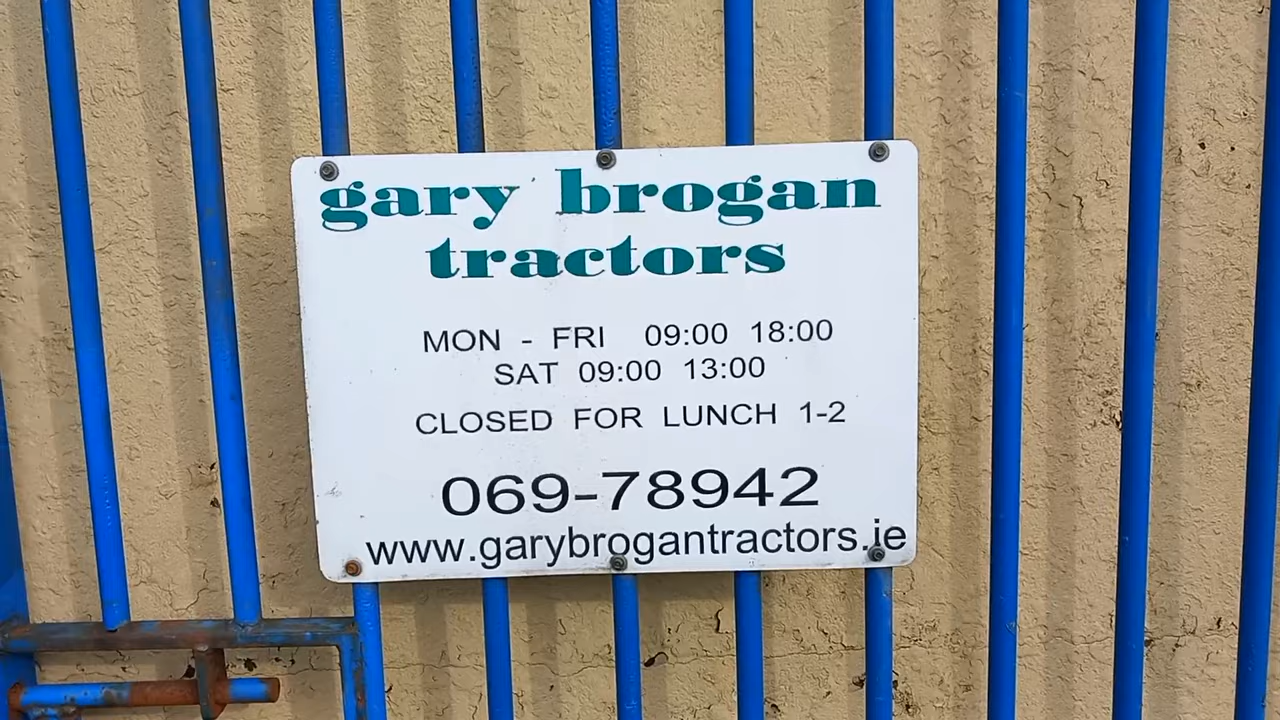 gary brogan
tractors
MON - FRI 09:00 18:00
SAT 09:00 13:00
CLOSED FOR LUNCH 1-2
069-78942
www.garybrogantractors.ie